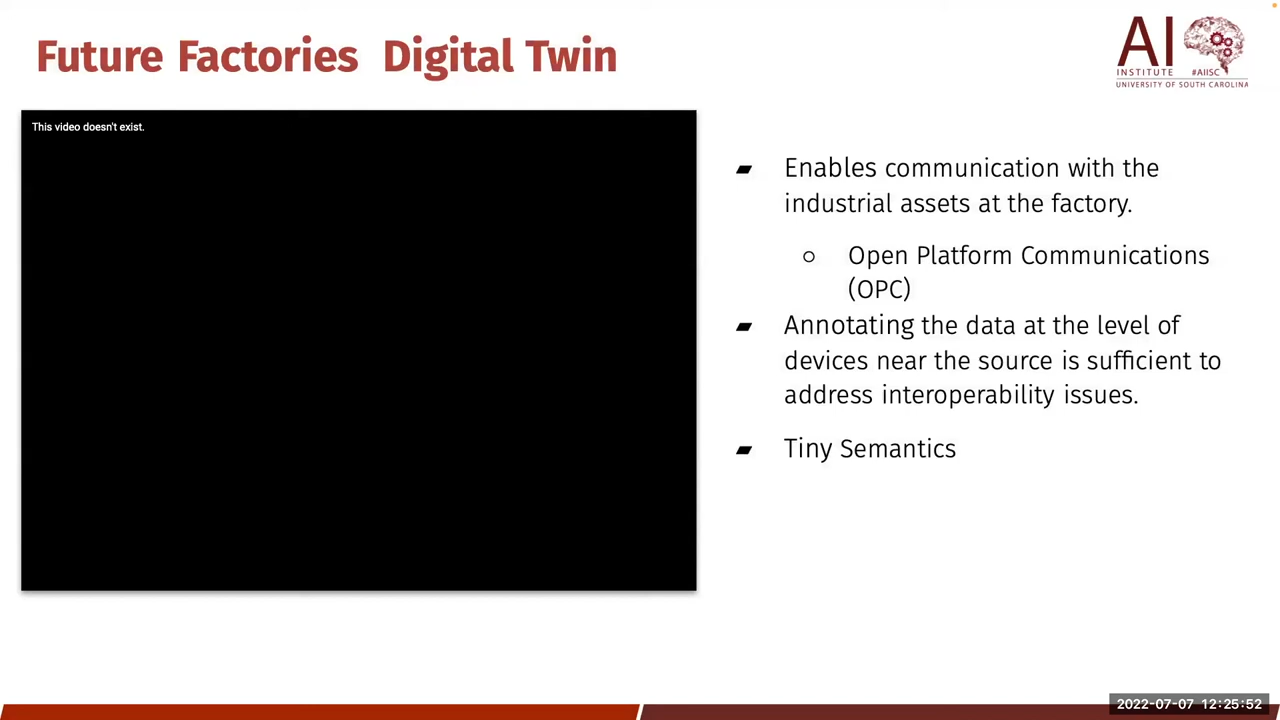 Future Factories Digital Twin
AI
INSTITUTE #AIISC
UNIVERSITY OF SOUTH CAROLINA
This video doesn't exist.
Enables communication with the
industrial assets at the factory.
Open Platform Communications
(OPC)
Annotating the data at the level of
devices near the source is sufficient to
address interoperability issues.
Tiny Semantics
2022-07-07 12:25:52